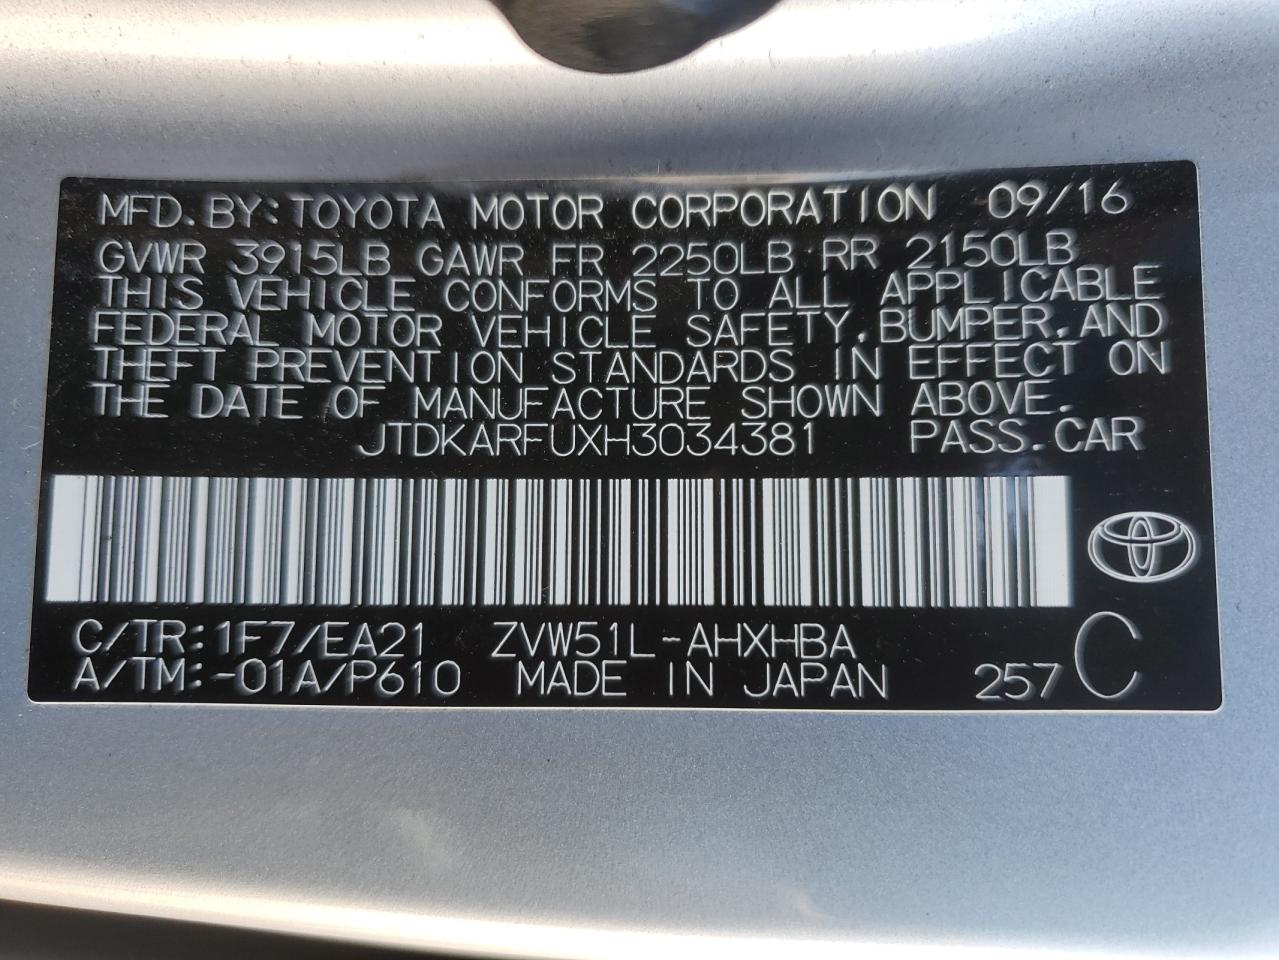 MFD. BY: TOYOTA MOTOR CORPORATION 09/16
GVWR 3915LB GAWR FR 2250LB RR 2150LB
THIS VEHICLE CONFORMS TO ALL APPLICABLE
FEDERAL MOTOR VEHICLE SAFETY, BUMPER, AND
THEFT PREVENTION STANDARDS IN EFFECT ON
THE DATE OF MANUFACTURE SHOWN ABOVE.
JTDKARFUXH3034381 PASS. CAR
C/TR: 1F7/EA21 ZVW51L-AHXHBA
A/TM: -01A/P610 MADE IN JAPAN 257 C